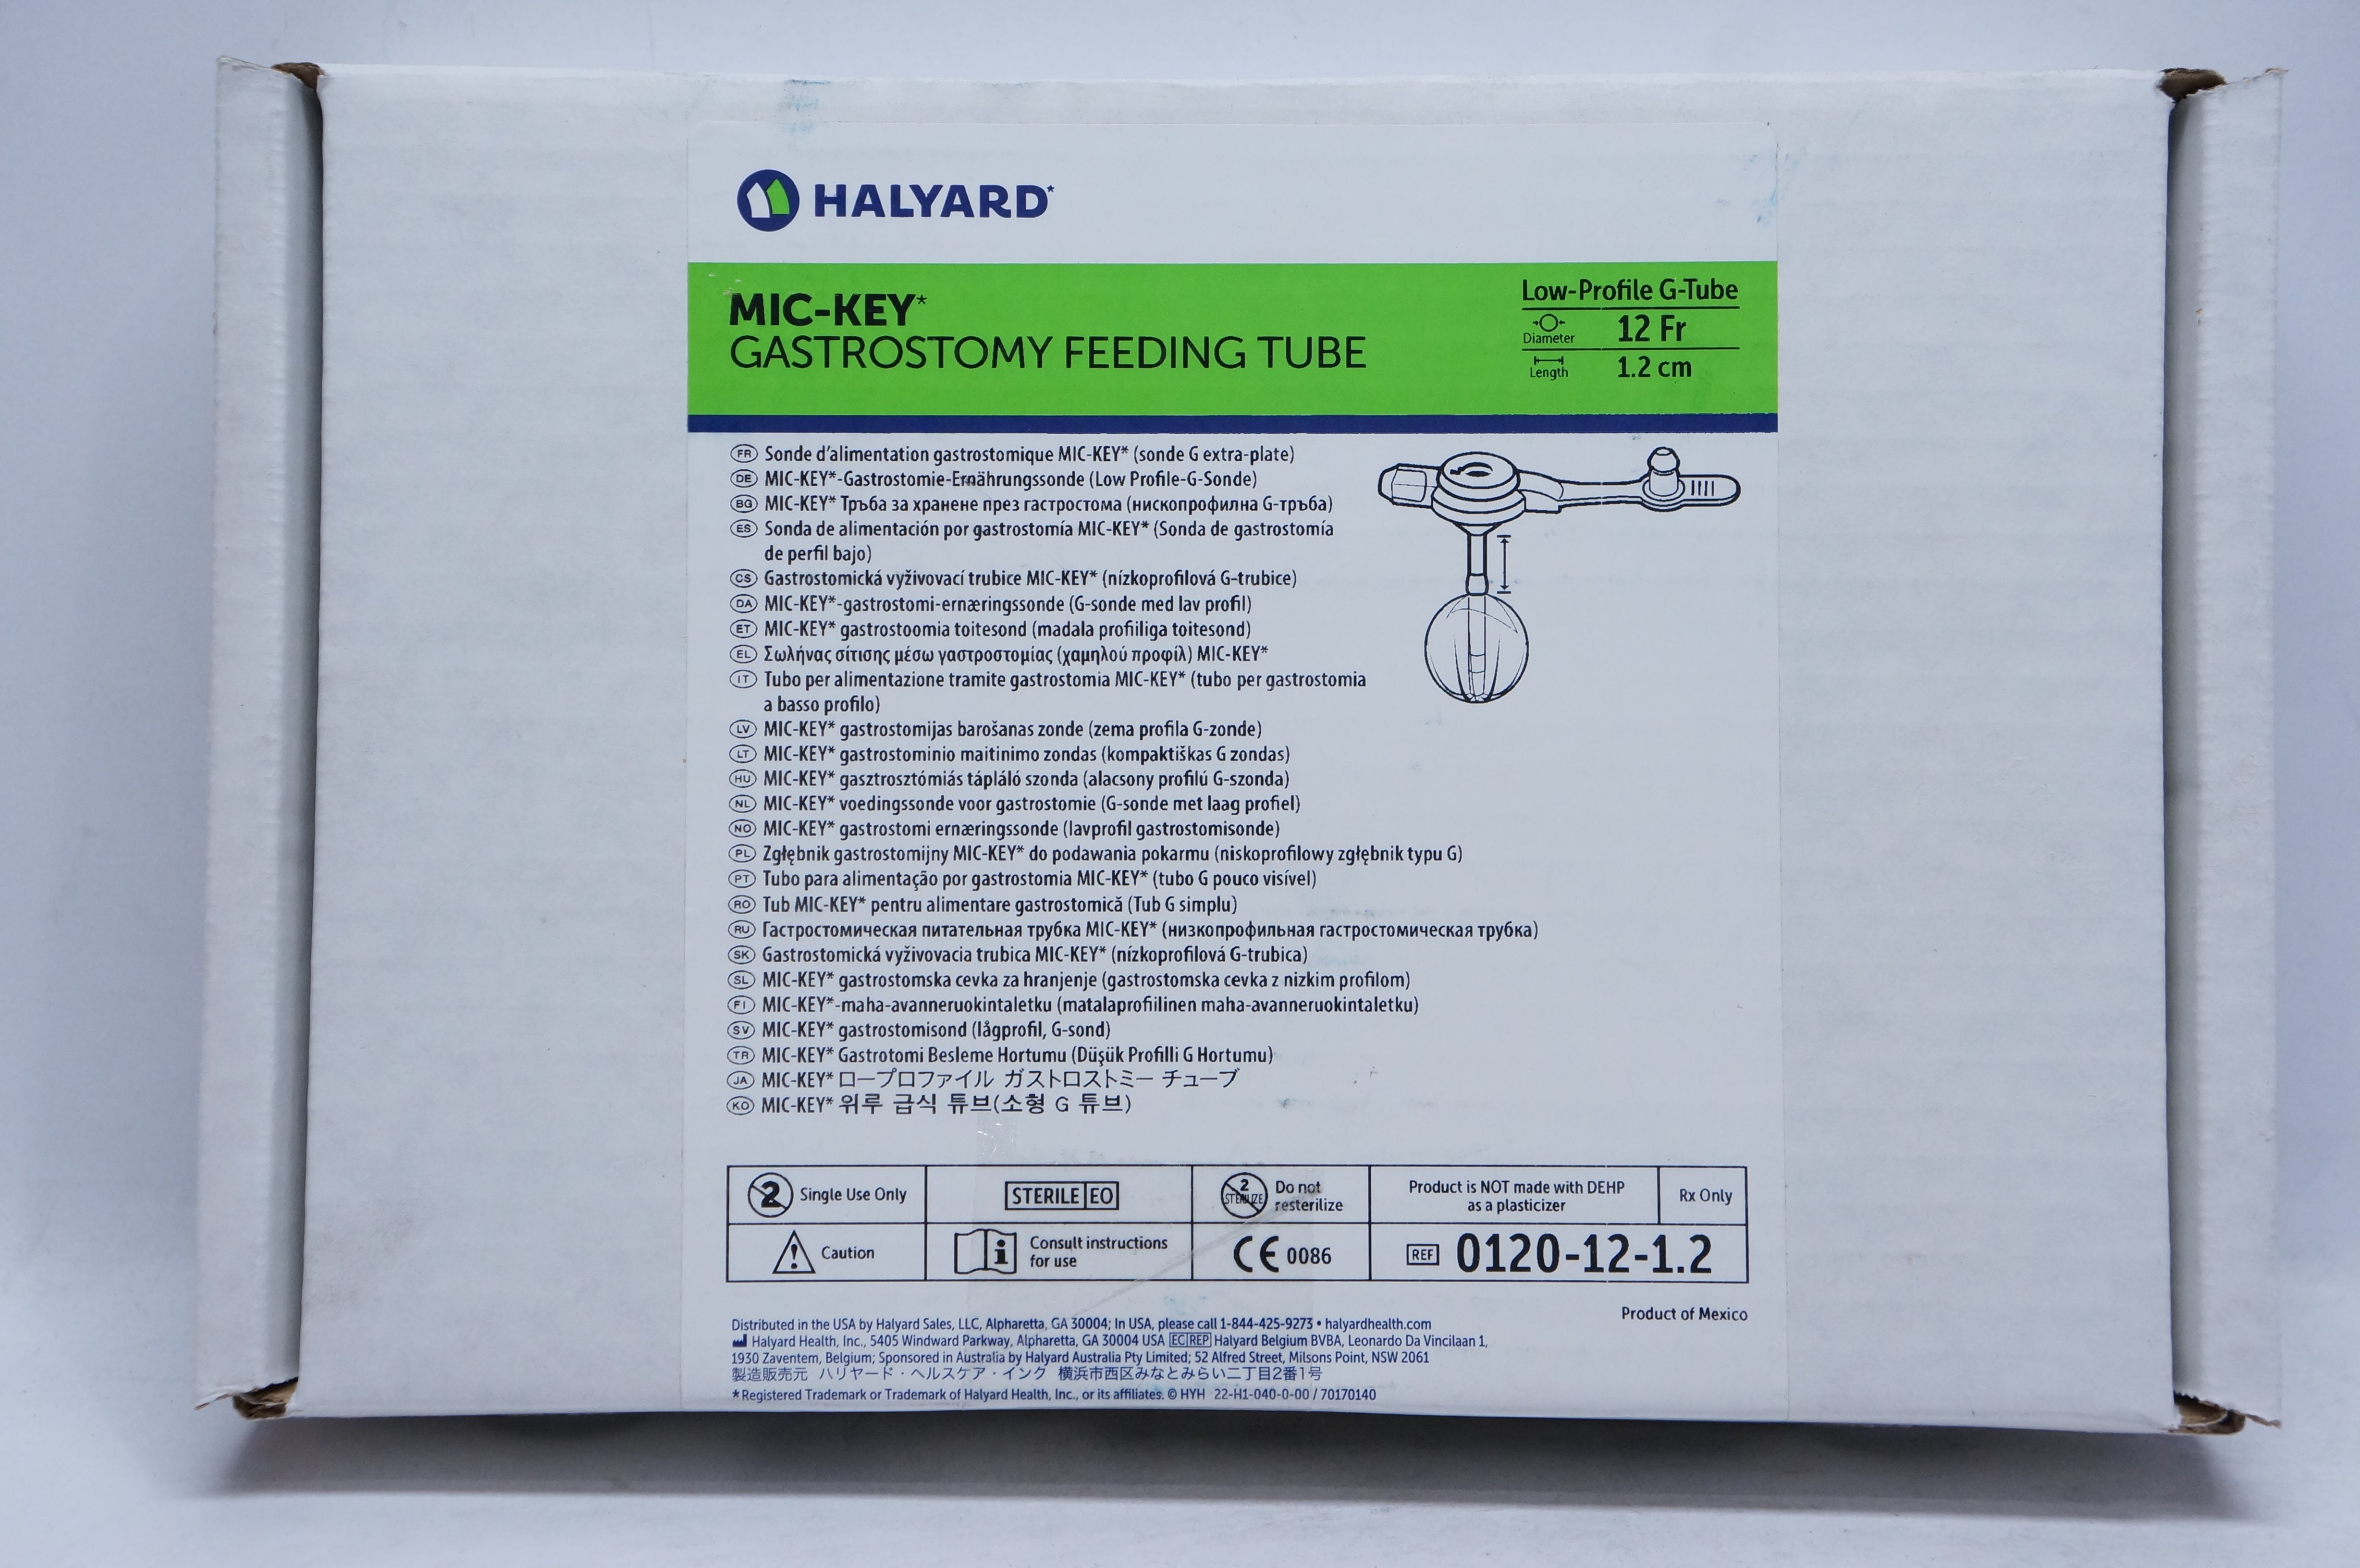 HALYARD*
MIC-KEY*
GASTROSTOMY FEEDING TUBE
Low-Profile G-Tube
Diameter 12 Fr
Length 1.2 cm
FR Sonde d'alimentation gastrostomique MIC-KEY* (sonde G extra-plate)
DE MIC-KEY*-Gastrostomie-Ernährungssonde (Low Profile-G-Sonde)
BG MIC-KEY* Тръба за хранене през гастростома (нископрофилна G-тръба)
ES Sonda de alimentación por gastrostomía MIC-KEY* (Sonda de gastrostomía
de perfil bajo)
CS Gastrostomická vyživovací trubice MIC-KEY* (nízkoprofilová G-trubice)
DA MIC-KEY*-gastrostomi-ernæringssonde (G-sonde med lav profil)
ET MIC-KEY* gastrostoomia toitesond (madala profiiliga toitesond)
EL Σωλήνας σίτισης μέσω γαστροστομίας (χαμηλού προφίλ) MIC-KEY*
IT Tubo per alimentazione tramite gastrostomia MIC-KEY* (tubo per gastrostomia
a basso profilo)
LV MIC-KEY* gastrostomijas barošanas zonde (zema profila G-zonde)
LT MIC-KEY* gastrostominio maitinimo zondas (kompaktiškas G zondas)
HU MIC-KEY* gasztrosztómiás tápláló szonda (alacsony profilú G-szonda)
NL MIC-KEY* voedingssonde voor gastrostomie (G-sonde met laag profiel)
NO MIC-KEY* gastrostomi ernæringssonde (lavprofil gastrostomisonde)
PL Zgłębnik gastrostomijny MIC-KEY* do podawania pokarmu (niskoprofilowy zgłębnik typu G)
PT Tubo para alimentação por gastrostomia MIC-KEY* (tubo G pouco visível)
RO Tub MIC-KEY* pentru alimentare gastrostomică (Tub G simplu)
RU Гастростомическая питательная трубка MIC-KEY* (низкопрофильная гастростомическая трубка)
SK Gastrostomická vyživovacia trubica MIC-KEY* (nízkoprofilová G-trubica)
SL MIC-KEY* gastrostomska cevka za hranjenje (gastrostomska cevka z nizkim profilom)
FI MIC-KEY*-maha-avanneruokintaletku (matalaprofiilinen maha-avanneruokintaletku)
SV MIC-KEY* gastrostomisond (lågprofil, G-sond)
TR MIC-KEY* Gastrotomi Besleme Hortumu (Düşük Profilli G Hortumu)
JA MIC-KEY* ロープロファイル ガストロストミー チューブ
KO MIC-KEY* 위루 급식 튜브(소형 G 튜브)
2 Single Use Only
STERILE EO
2 STERILIZE Do not
resterilize
Product is NOT made with DEHP
as a plasticizer
Rx Only
! Caution
i Consult instructions
for use
CE 0086
REF 0120-12-1.2
Product of Mexico
Distributed in the USA by Halyard Sales, LLC, Alpharetta, GA 30004; In USA, please call 1-844-425-9273 • halyardhealth.com
Halyard Health, Inc., 5405 Windward Parkway, Alpharetta, GA 30004 USA EC REP Halyard Belgium BVBA, Leonardo Da Vincilaan 1,
1930 Zaventem, Belgium; Sponsored in Australia by Halyard Australia Pty Limited; 52 Alfred Street, Milsons Point, NSW 2061
製造販売元 ハリヤード・ヘルスケア・インク 横浜市西区みなとみらい二丁目2番1号
*Registered Trademark or Trademark of Halyard Health, Inc., or its affiliates. © HYH 22-H1-040-0-00 / 70170140